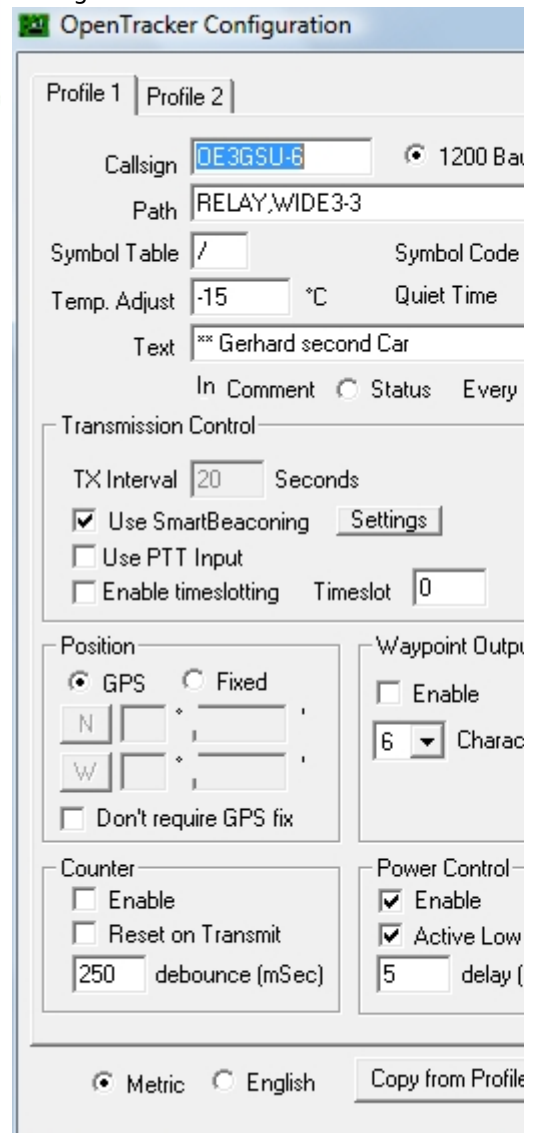 OpenTracker Configuration
Profile 1 Profile 2
Callsign OE3GSU-6 1200 Bau
Path RELAY,WIDE3-3
Symbol Table / Symbol Code
Temp. Adjust -15 °C Quiet Time
Text ** Gerhard second Car
In Comment Status Every
Transmission Control
TX Interval 20 Seconds
Use SmartBeaconing Settings
Use PTT Input
Enable timeslotting Timeslot 0
Position Waypoint Outpu
GPS Fixed Enable
N ° , ' 6 Charac
W ° , '
Don't require GPS fix
Counter Power Control
Enable Enable
Reset on Transmit Active Low
250 debounce (mSec) 5 delay (
Metric English Copy from Profile